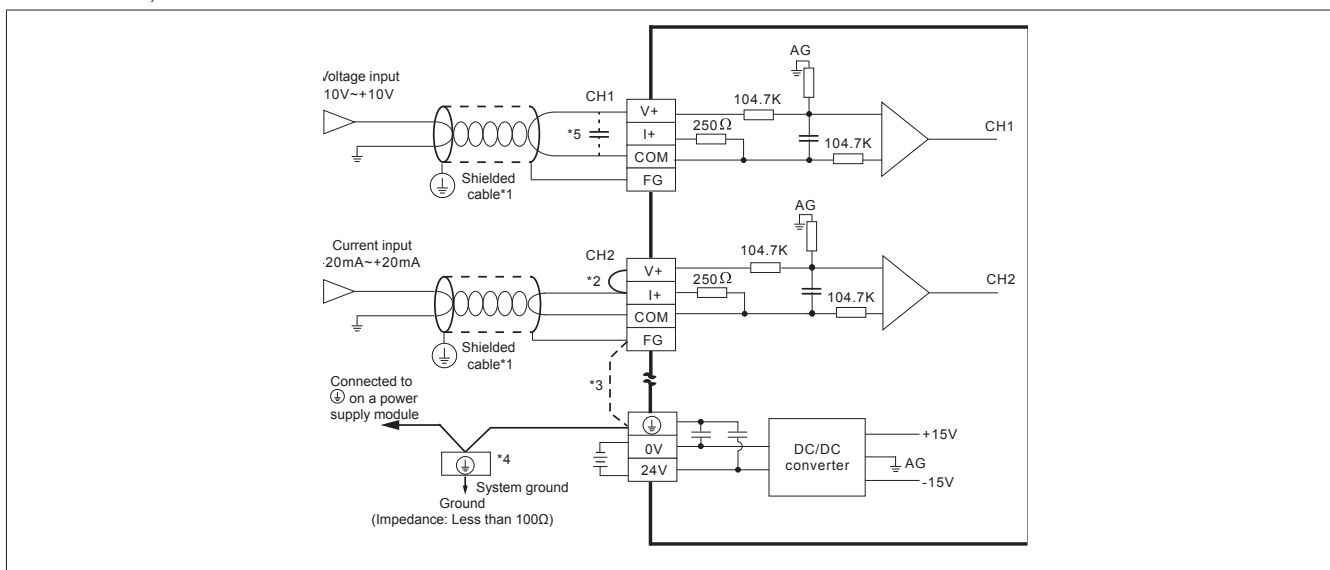 Voltage input
10V~+10V
CH1
*5
V+
I+
COM
FG
Shielded
cable*1
AG
104.7K
250Ω
104.7K
CH1
Current input
-20mA~+20mA
CH2
*2
V+
I+
COM
FG
Shielded
cable*1
AG
104.7K
250Ω
104.7K
CH2
*3
Connected to
⏚ on a power
supply module
*4
System ground
Ground
(Impedance: Less than 100Ω)
0V
24V
DC/DC
converter
+15V
AG
-15V